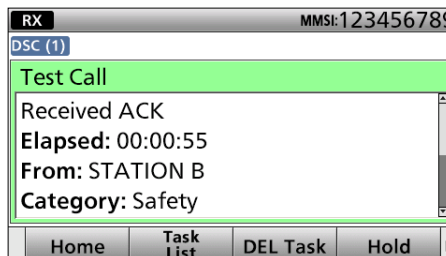 RX MMSI:123456789
DSC (1)
Test Call
Received ACK
Elapsed: 00:00:55
From: STATION B
Category: Safety
Home Task List DEL Task Hold